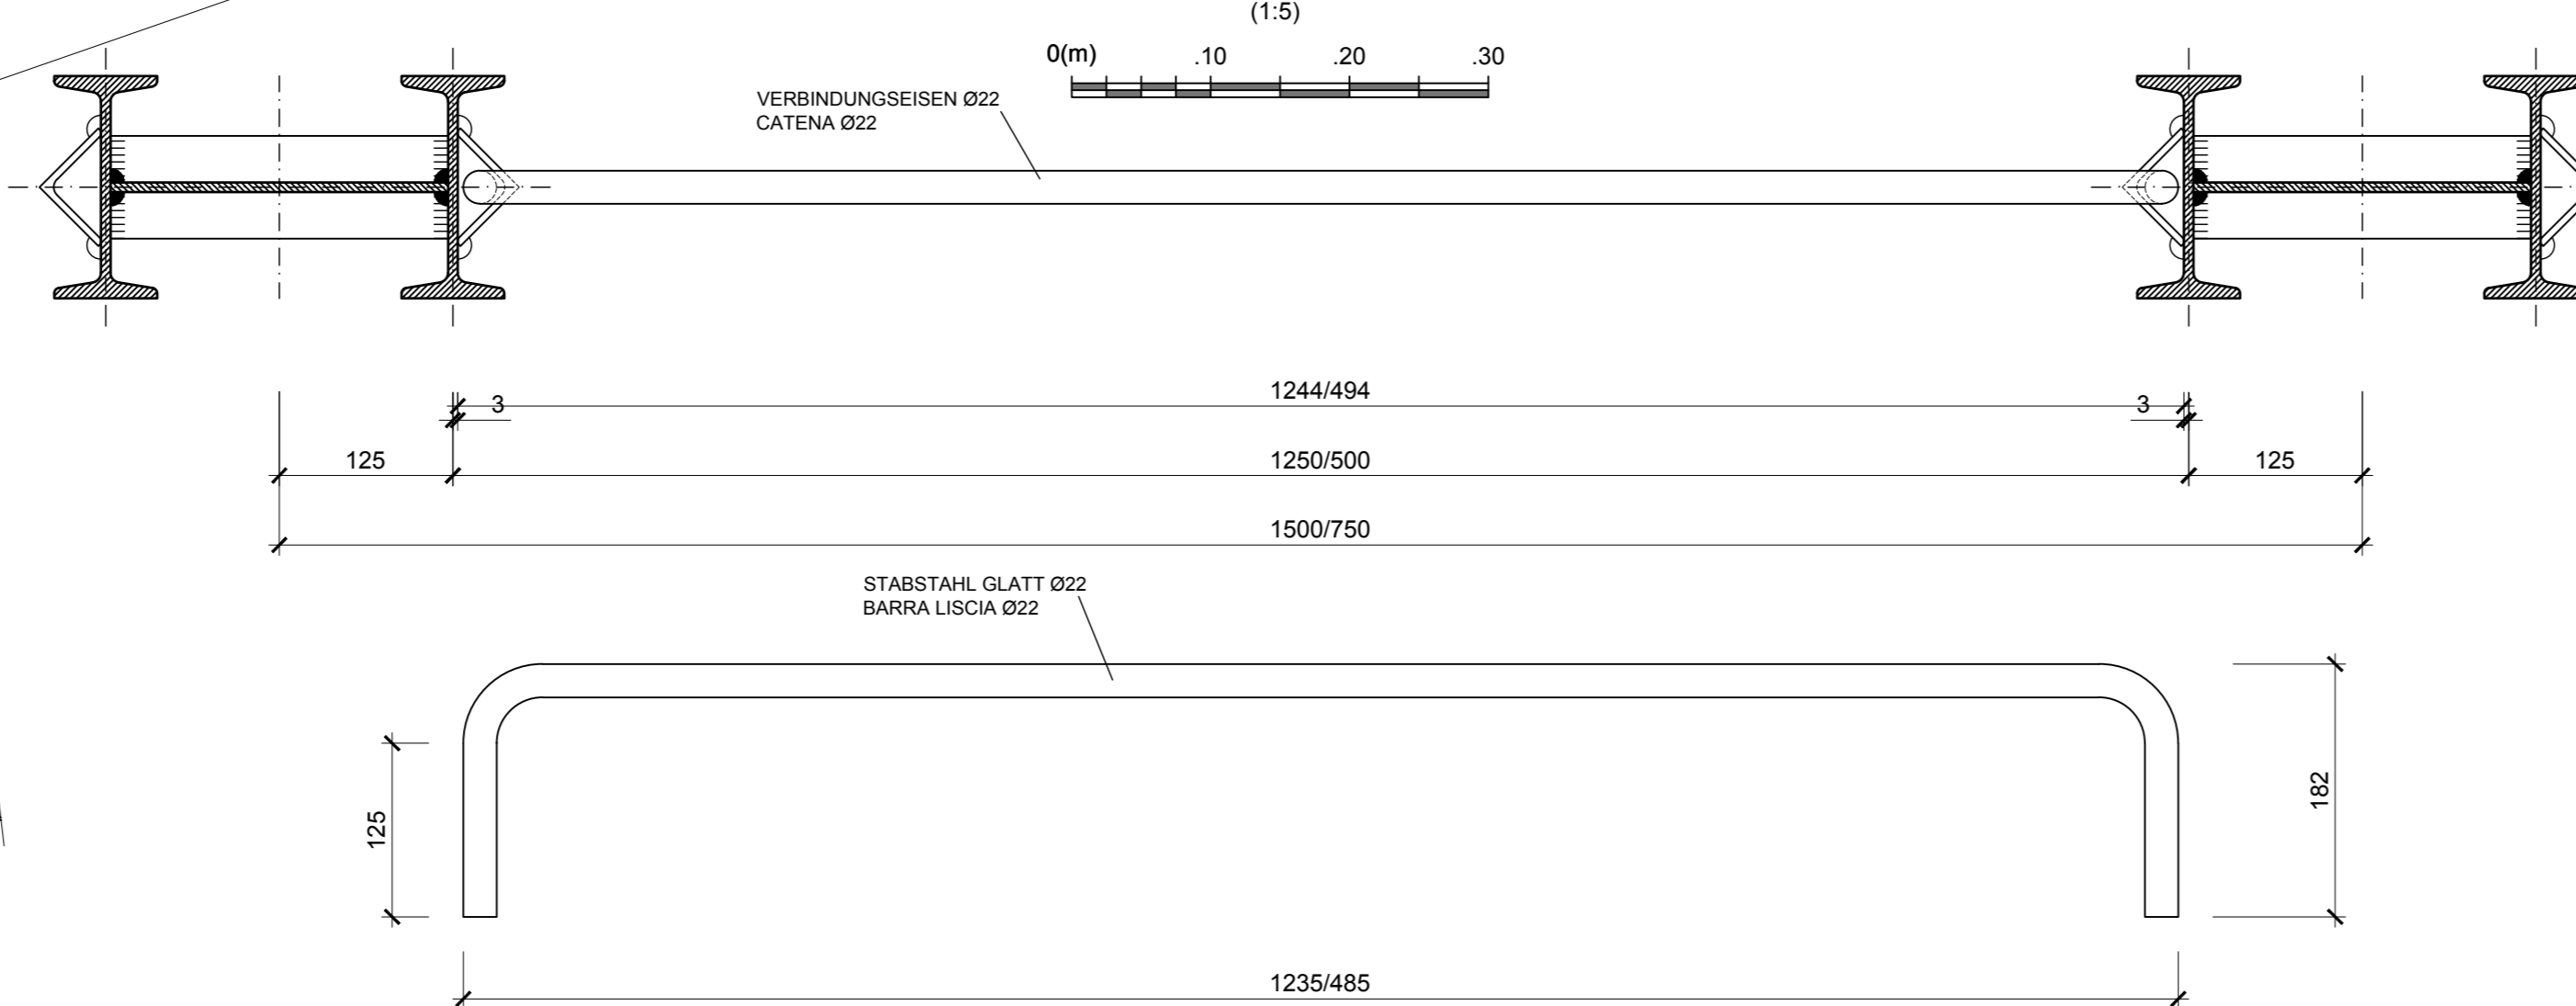 (1:5)
0(m) .10 .20 .30
VERBINDUNGSEISEN Ø22
CATENA Ø22
1244/494
3 3
125 1250/500 125
1500/750
STABSTAHL GLATT Ø22
BARRA LISCIA Ø22
125
182
1235/485